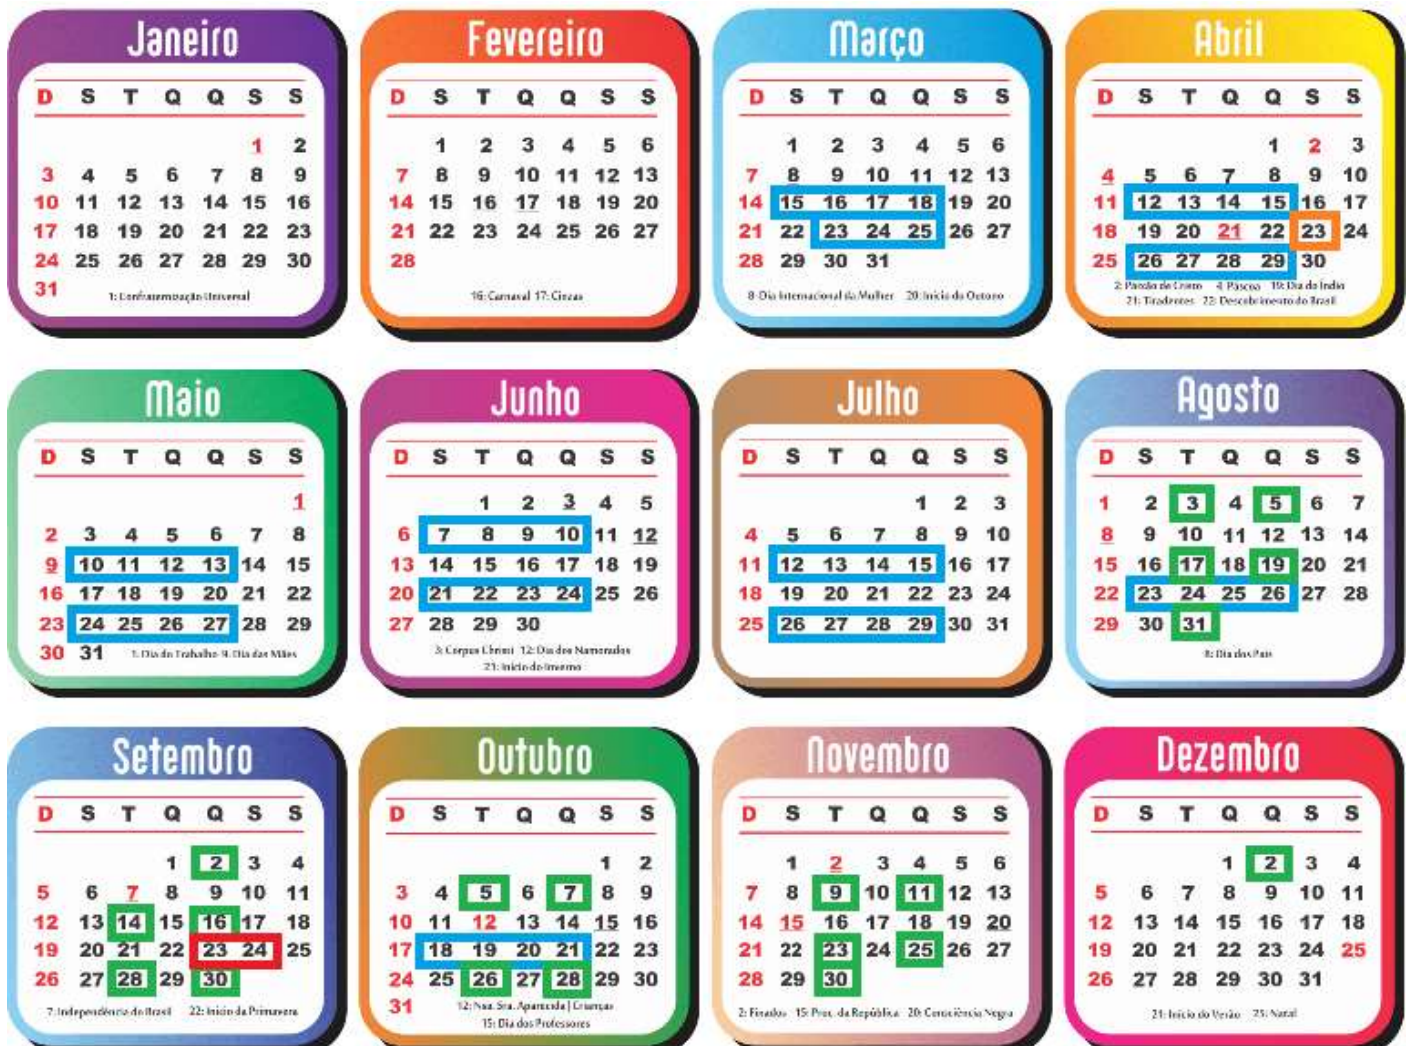 Janeiro
D S T Q Q S S
1 2
3 4 5 6 7 8 9
10 11 12 13 14 15 16
17 18 19 20 21 22 23
24 25 26 27 28 29 30
31
1: Confraternização Universal
Fevereiro
D S T Q Q S S
1 2 3 4 5 6
7 8 9 10 11 12 13
14 15 16 17 18 19 20
21 22 23 24 25 26 27
28
16: Carnaval 17: Cinzas
Março
D S T Q Q S S
1 2 3 4 5 6
7 8 9 10 11 12 13
14 15 16 17 18 19 20
21 22 23 24 25 26 27
28 29 30 31
8-Dia Internacional da Mulher 20: Início do Outono
Abril
D S T Q Q S S
1 2 3
4 5 6 7 8 9 10
11 12 13 14 15 16 17
18 19 20 21 22 23 24
25 26 27 28 29 30
2: Paixão de Cristo 4: Páscoa 19: Dia do Índio
21: Tiradentes 22: Descobrimento do Brasil
Maio
D S T Q Q S S
1
2 3 4 5 6 7 8
9 10 11 12 13 14 15
16 17 18 19 20 21 22
23 24 25 26 27 28 29
30 31
1: Dia do Trabalho 9: Dia das Mães
Junho
D S T Q Q S S
1 2 3 4 5
6 7 8 9 10 11 12
13 14 15 16 17 18 19
20 21 22 23 24 25 26
27 28 29 30
3: Corpus Christi 12: Dia dos Namorados
21: Início do Inverno
Julho
D S T Q Q S S
1 2 3
4 5 6 7 8 9 10
11 12 13 14 15 16 17
18 19 20 21 22 23 24
25 26 27 28 29 30 31
Agosto
D S T Q Q S S
1 2 3 4 5 6 7
8 9 10 11 12 13 14
15 16 17 18 19 20 21
22 23 24 25 26 27 28
29 30 31
8: Dia dos Pais
Setembro
D S T Q Q S S
1 2 3 4
5 6 7 8 9 10 11
12 13 14 15 16 17 18
19 20 21 22 23 24 25
26 27 28 29 30
7: Independência do Brasil 22: Início da Primavera
Outubro
D S T Q Q S S
1 2
3 4 5 6 7 8 9
10 11 12 13 14 15 16
17 18 19 20 21 22 23
24 25 26 27 28 29 30
31
12: Nsa. Sra. Aparecida | Crianças
15: Dia dos Professores
Novembro
D S T Q Q S S
1 2 3 4 5 6
7 8 9 10 11 12 13
14 15 16 17 18 19 20
21 22 23 24 25 26 27
28 29 30
2: Finados 15: Proc. da República 20: Consciência Negra
Dezembro
D S T Q Q S S
1 2 3 4
5 6 7 8 9 10 11
12 13 14 15 16 17 18
19 20 21 22 23 24 25
26 27 28 29 30 31
21: Início do Verão 25: Natal